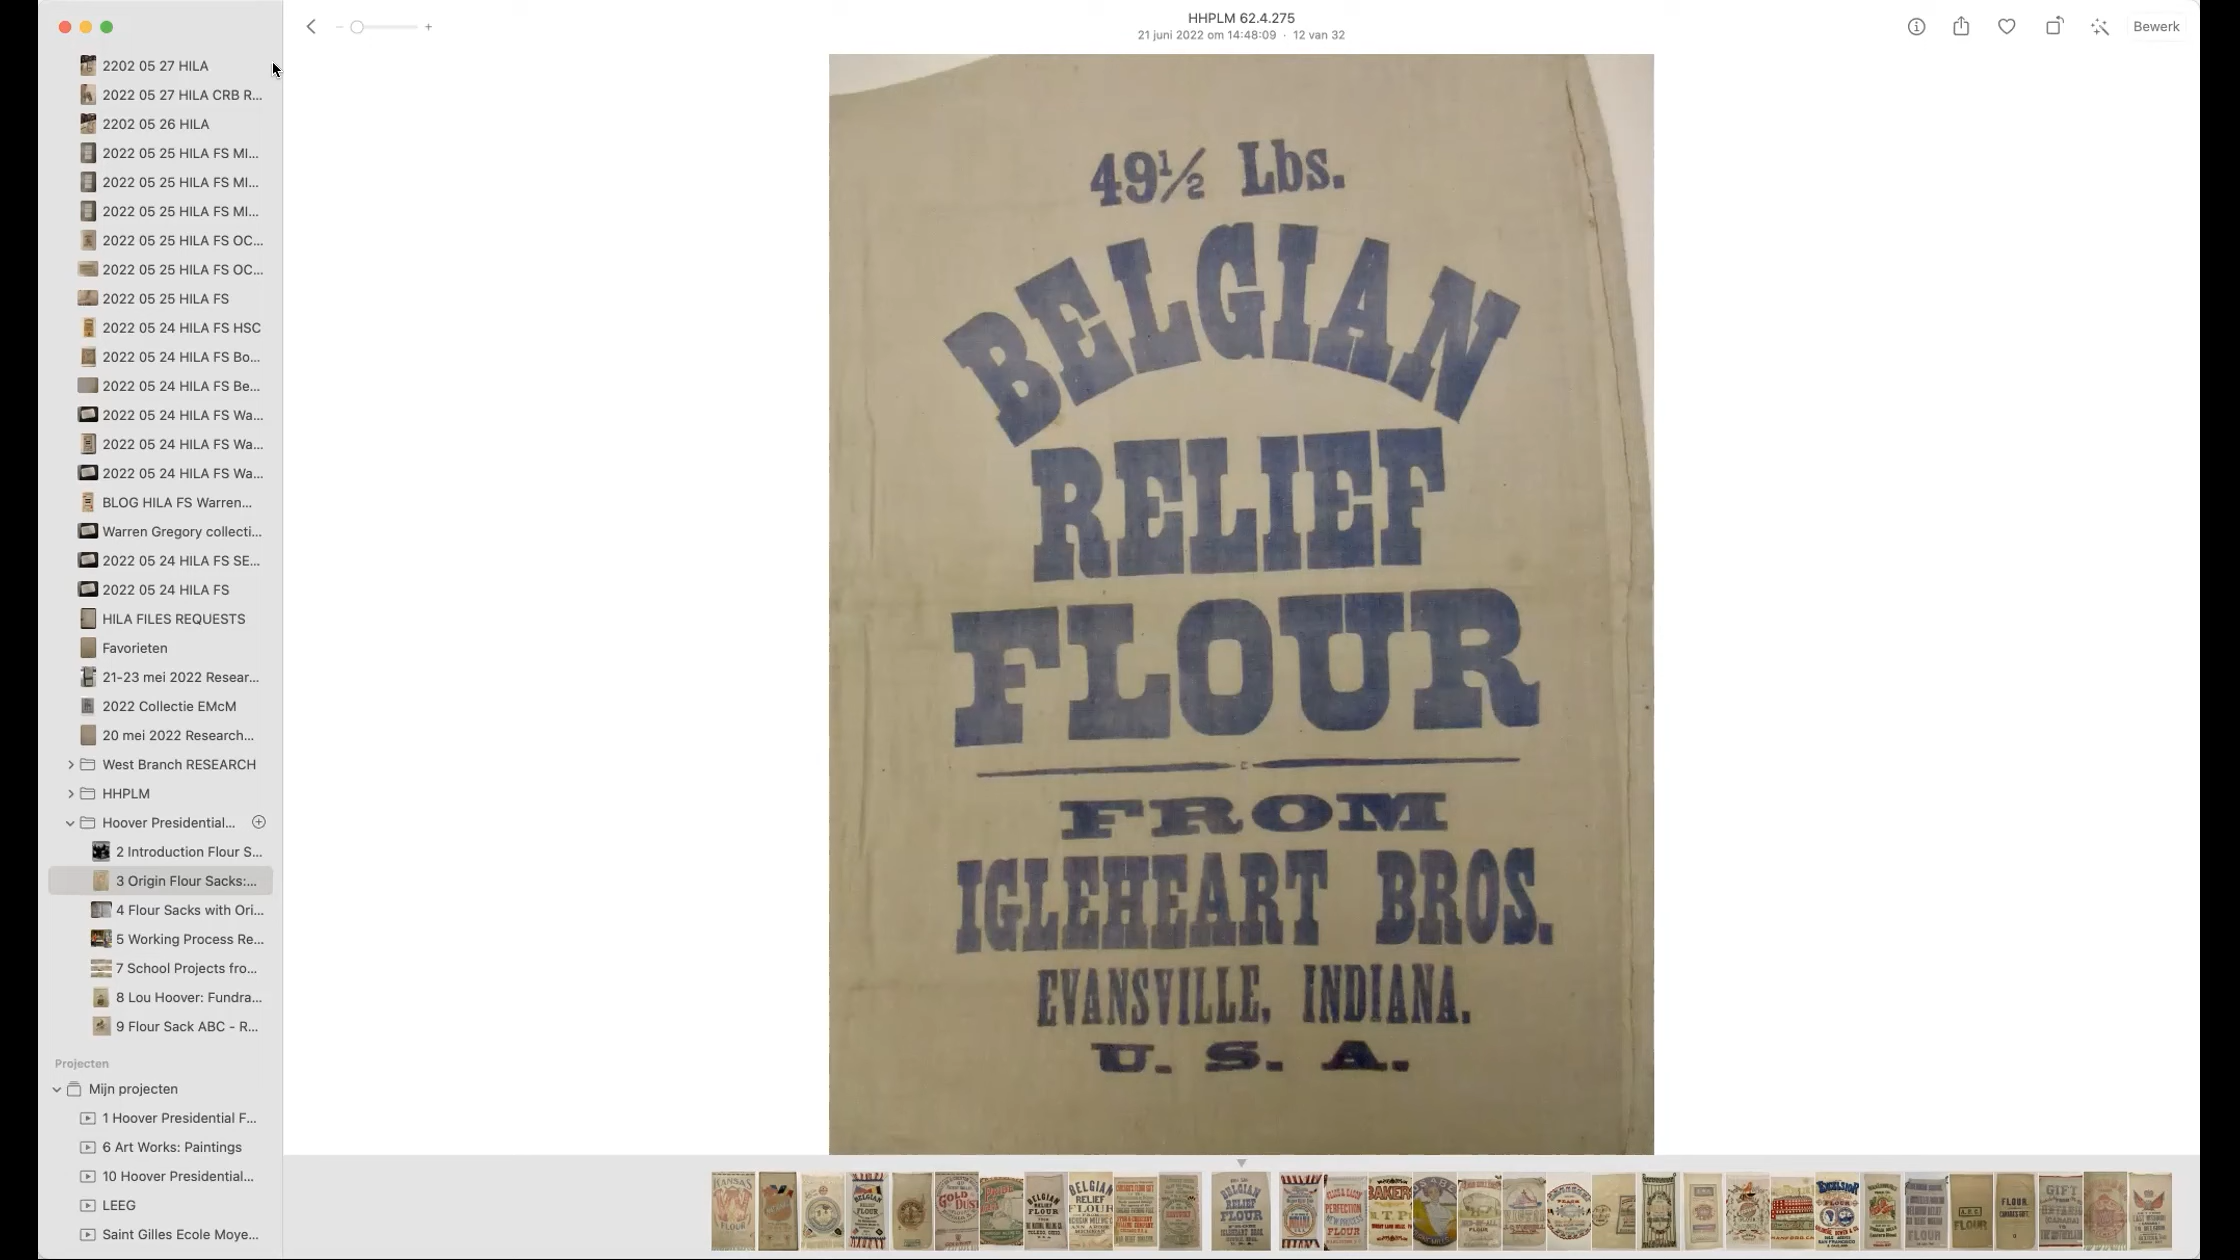 HHPLM 62.4.275
21 juni 2022 om 14:48:09 · 12 van 32
Bewerk
2202 05 27 HILA
2022 05 27 HILA CRB R...
2202 05 26 HILA
2022 05 25 HILA FS MI...
2022 05 25 HILA FS MI...
2022 05 25 HILA FS MI...
2022 05 25 HILA FS OC...
2022 05 25 HILA FS OC...
2022 05 25 HILA FS
2022 05 24 HILA FS HSC
2022 05 24 HILA FS Bo...
2022 05 24 HILA FS Be...
2022 05 24 HILA FS Wa...
2022 05 24 HILA FS Wa...
2022 05 24 HILA FS Wa...
BLOG HILA FS Warren...
Warren Gregory collecti...
2022 05 24 HILA FS SE...
2022 05 24 HILA FS
HILA FILES REQUESTS
Favorieten
21-23 mei 2022 Resear...
2022 Collectie EMcM
20 mei 2022 Research...
West Branch RESEARCH
HHPLM
Hoover Presidential...
2 Introduction Flour S...
3 Origin Flour Sacks:...
4 Flour Sacks with Ori...
5 Working Process Re...
7 School Projects fro...
8 Lou Hoover: Fundra...
9 Flour Sack ABC - R...
Projecten
Mijn projecten
1 Hoover Presidential F...
6 Art Works: Paintings
10 Hoover Presidential...
LEEG
Saint Gilles Ecole Moye...
49½ Lbs.
BELGIAN
RELIEF
FLOUR
FROM
IGLEHEART BROS.
EVANSVILLE, INDIANA.
U. S. A.